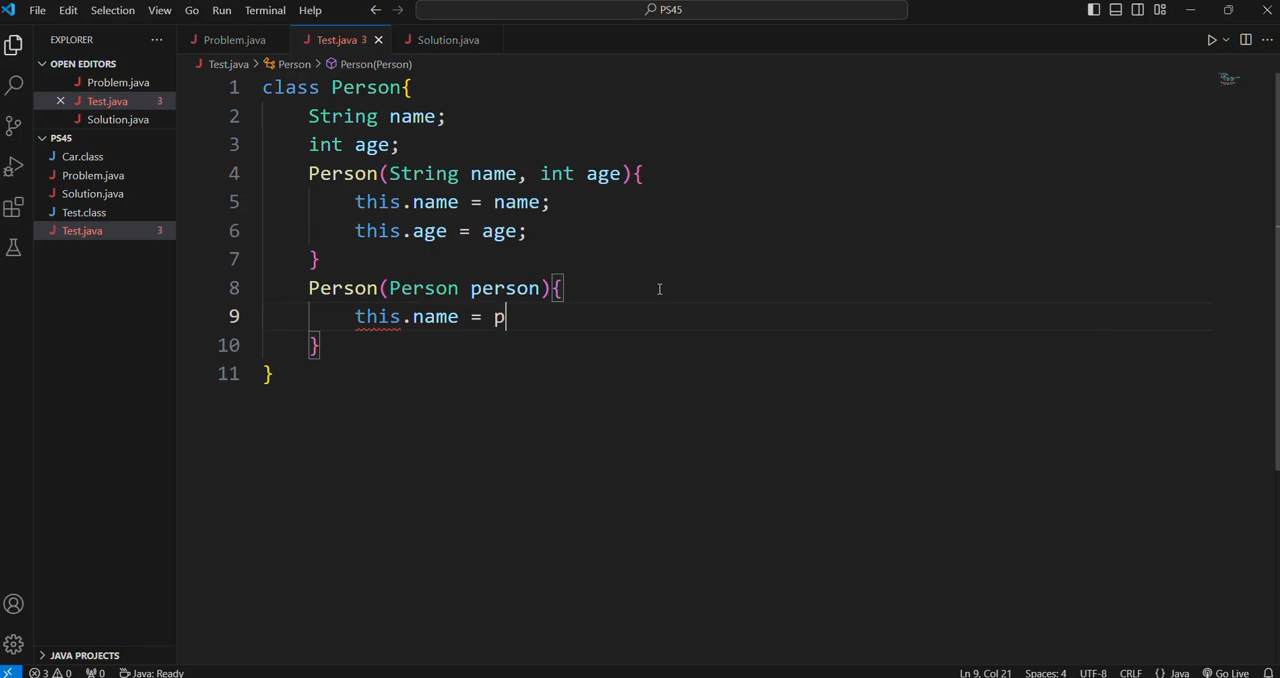 File Edit Selection View Go Run Terminal Help PS45
EXPLORER
Problem.java
Test.java 3
Solution.java
OPEN EDITORS
Problem.java
Test.java 3
Solution.java
PS45
Car.class
Problem.java
Solution.java
Test.class
Test.java 3
JAVA PROJECTS
Test.java > Person > Person(Person)
1 class Person{
2 String name;
3 int age;
4 Person(String name, int age){
5 this.name = name;
6 this.age = age;
7 }
8 Person(Person person){
9 this.name = p
10 }
11 }
3 0 0 Java: Ready Ln 9, Col 21 Spaces: 4 UTF-8 CRLF {} Java Go Live